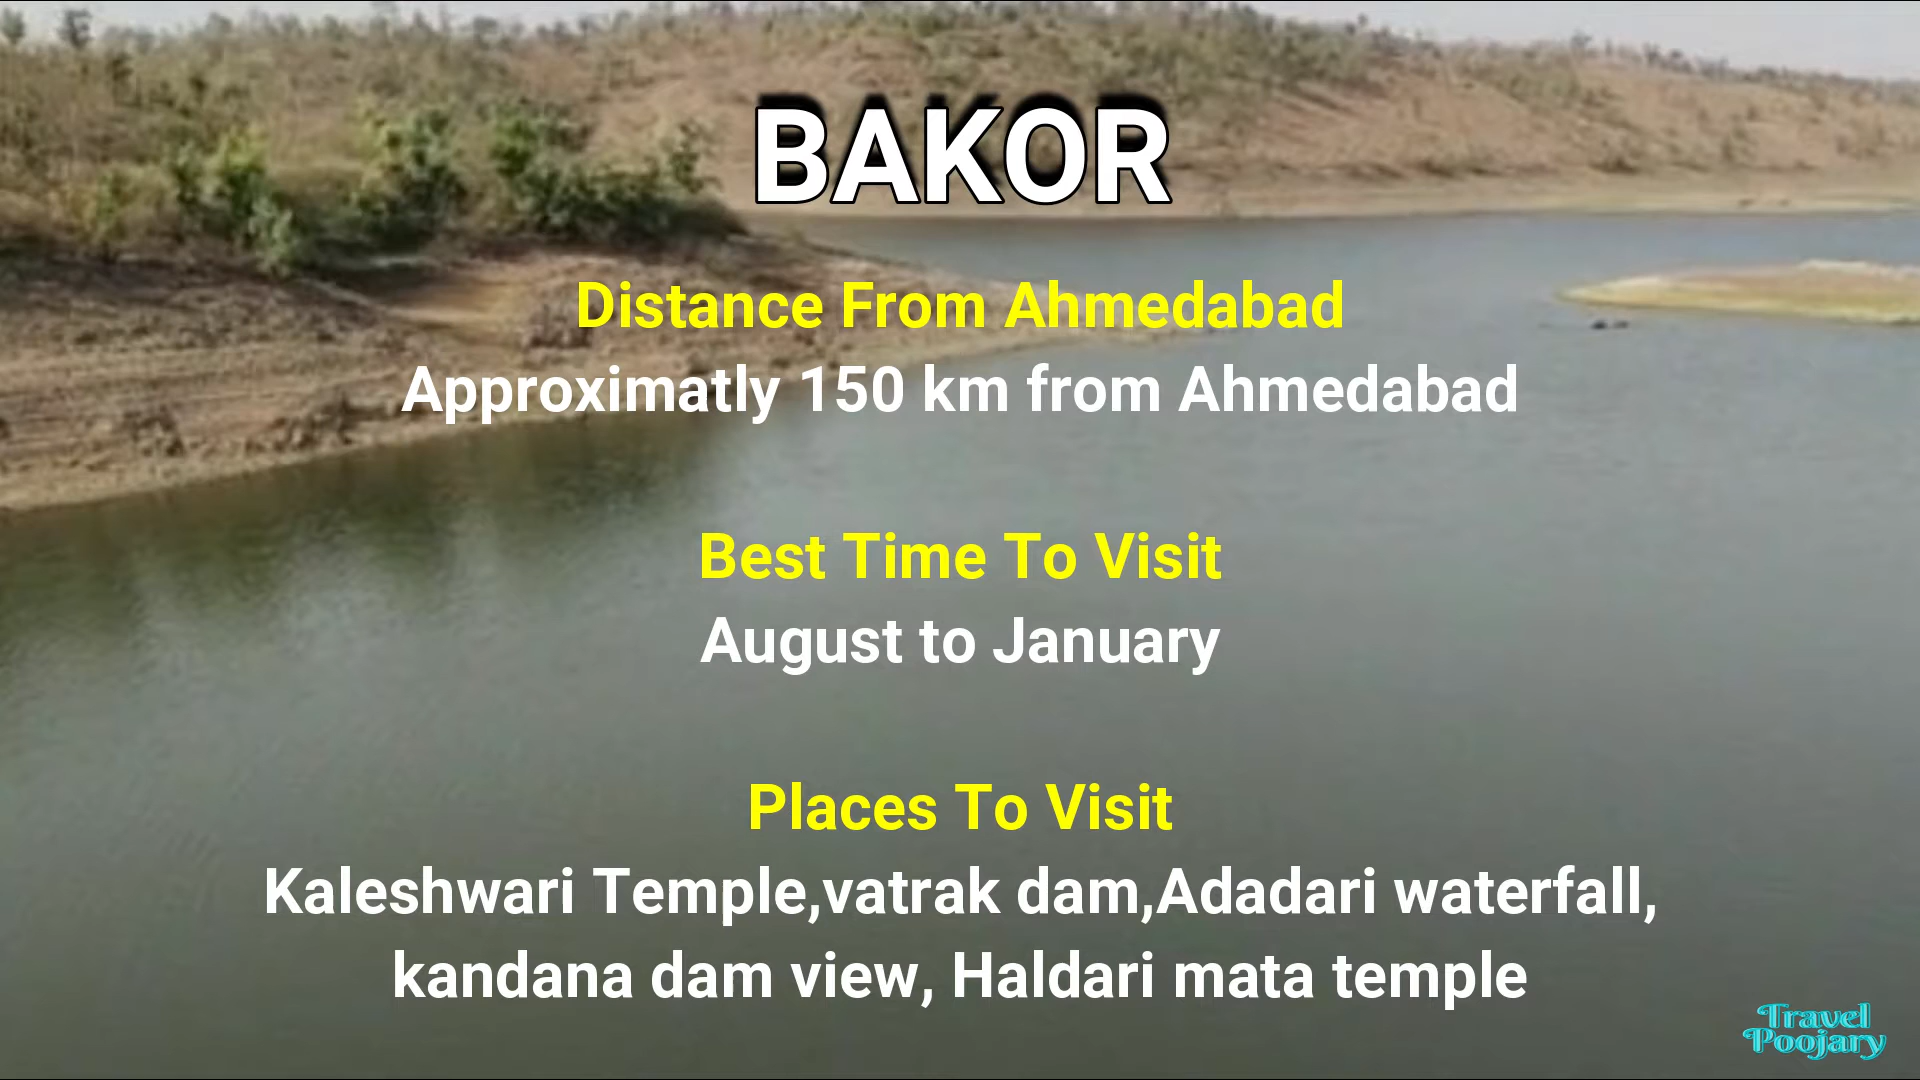 BAKOR
Distance From Ahmedabad
Approximatly 150 km from Ahmedabad
Best Time To Visit
August to January
Places To Visit
Kaleshwari Temple,vatrak dam,Adadari waterfall,
kandana dam view, Haldari mata temple
Travel
Poojary